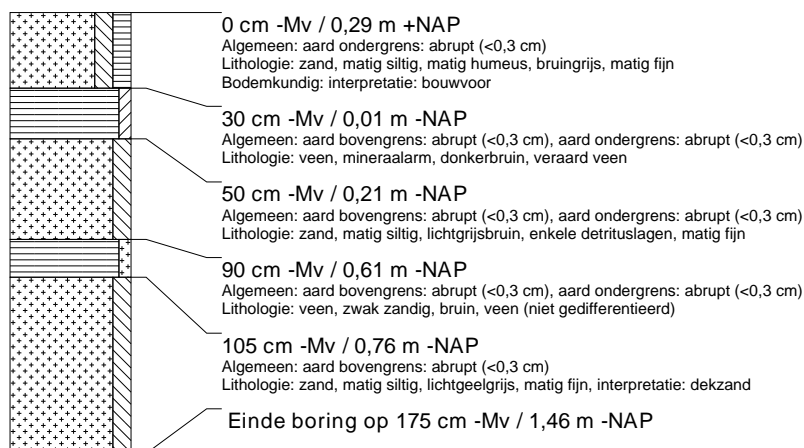 0 cm -Mv / 0,29 m +NAP
Algemeen: aard ondergrens: abrupt (<0,3 cm)
Lithologie: zand, matig siltig, matig humeus, bruingrijs, matig fijn
Bodemkundig: interpretatie: bouwvoor
30 cm -Mv / 0,01 m -NAP
Algemeen: aard bovengrens: abrupt (<0,3 cm), aard ondergrens: abrupt (<0,3 cm)
Lithologie: veen, mineraalarm, donkerbruin, veraard veen
50 cm -Mv / 0,21 m -NAP
Algemeen: aard bovengrens: abrupt (<0,3 cm), aard ondergrens: abrupt (<0,3 cm)
Lithologie: zand, matig siltig, lichtgrijsbruin, enkele detrituslagen, matig fijn
90 cm -Mv / 0,61 m -NAP
Algemeen: aard bovengrens: abrupt (<0,3 cm), aard ondergrens: abrupt (<0,3 cm)
Lithologie: veen, zwak zandig, bruin, veen (niet gedifferentieerd)
105 cm -Mv / 0,76 m -NAP
Algemeen: aard bovengrens: abrupt (<0,3 cm)
Lithologie: zand, matig siltig, lichtgeelgrijs, matig fijn, interpretatie: dekzand
Einde boring op 175 cm -Mv / 1,46 m -NAP